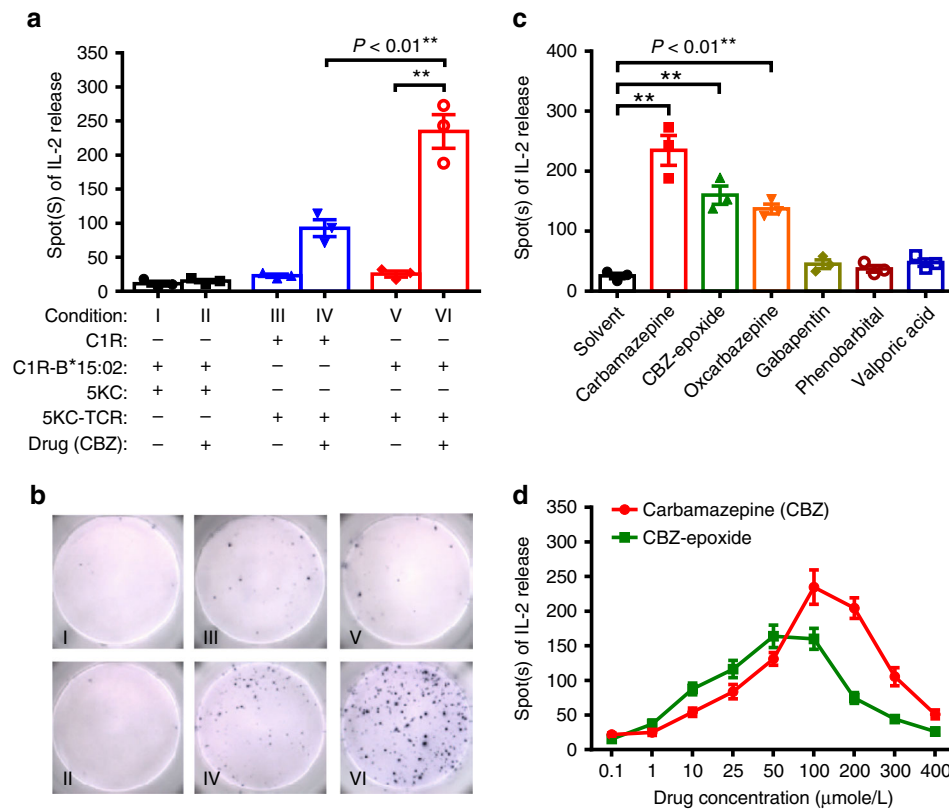 a
Spot(S) of IL-2 release
350
300
250
200
150
100
50
0
P < 0.01**
**
Condition: I II III IV V VI
C1R: – – + + – –
C1R-B*15:02: + + – – + +
5KC: + + – – – –
5KC-TCR: – – + + + +
Drug (CBZ): – + – + – +
b
I
III
V
II
IV
VI
c
Spot(s) of IL-2 release
400
300
200
100
0
P < 0.01**
**
**
Solvent
Carbamazepine
CBZ-epoxide
Oxcarbazepine
Gabapentin
Phenobarbital
Valporic acid
d
Spot(s) of IL-2 release
350
300
250
200
150
100
50
0
Carbamazepine (CBZ)
CBZ-epoxide
0.1 1 10 25 50 100 200 300 400
Drug concentration (μmole/L)